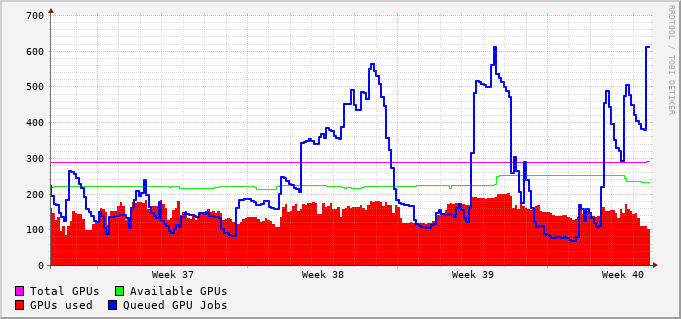 700
600
500
400
300
200
100
0
Week 37 Week 38 Week 39 Week 40
Total GPUs Available GPUs
GPUs used Queued GPU Jobs
RRDTOOL / TOBI OETIKER